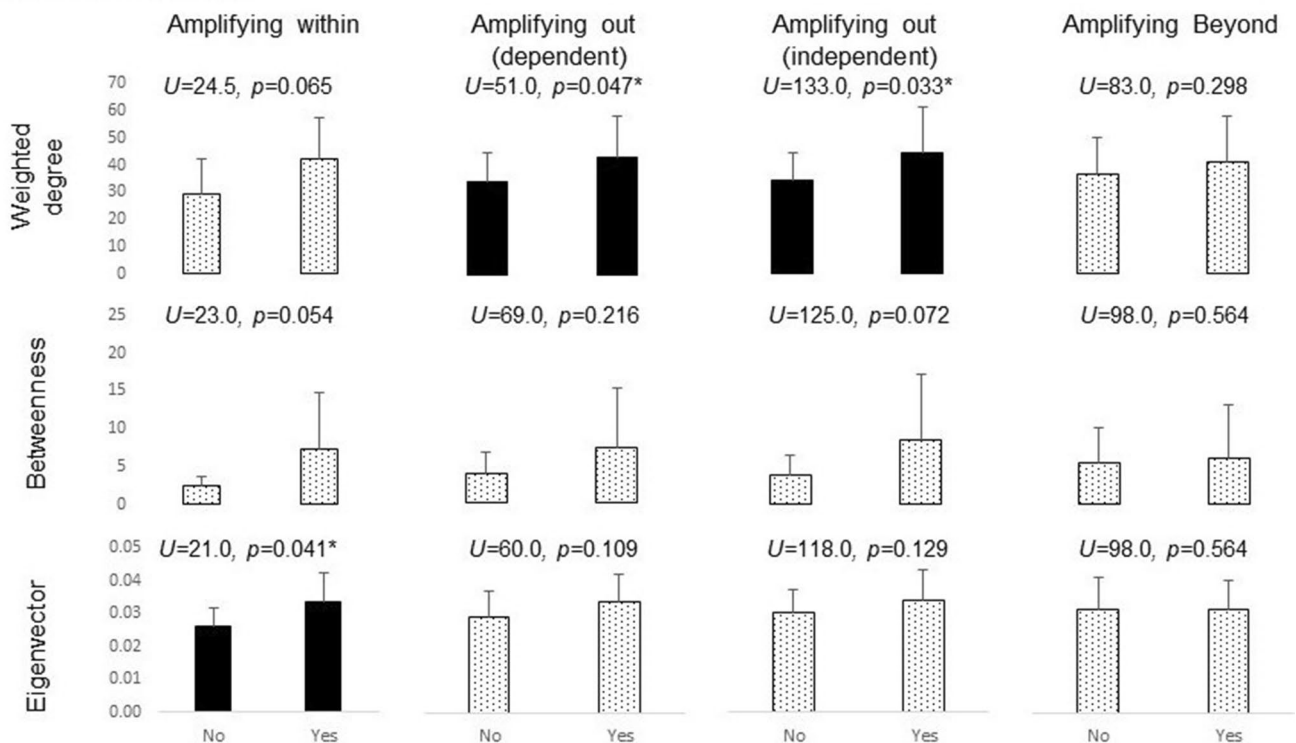 Amplifying within
Amplifying out (dependent)
Amplifying out (independent)
Amplifying Beyond
Weighted degree
70
60
50
40
30
20
10
0
U=24.5, p=0.065
U=51.0, p=0.047*
U=133.0, p=0.033*
U=83.0, p=0.298
Betweenness
25
20
15
10
5
0
U=23.0, p=0.054
U=69.0, p=0.216
U=125.0, p=0.072
U=98.0, p=0.564
Eigenvector
0.05
0.04
0.03
0.02
0.01
0.00
U=21.0, p=0.041*
U=60.0, p=0.109
U=118.0, p=0.129
U=98.0, p=0.564
No Yes
No Yes
No Yes
No Yes